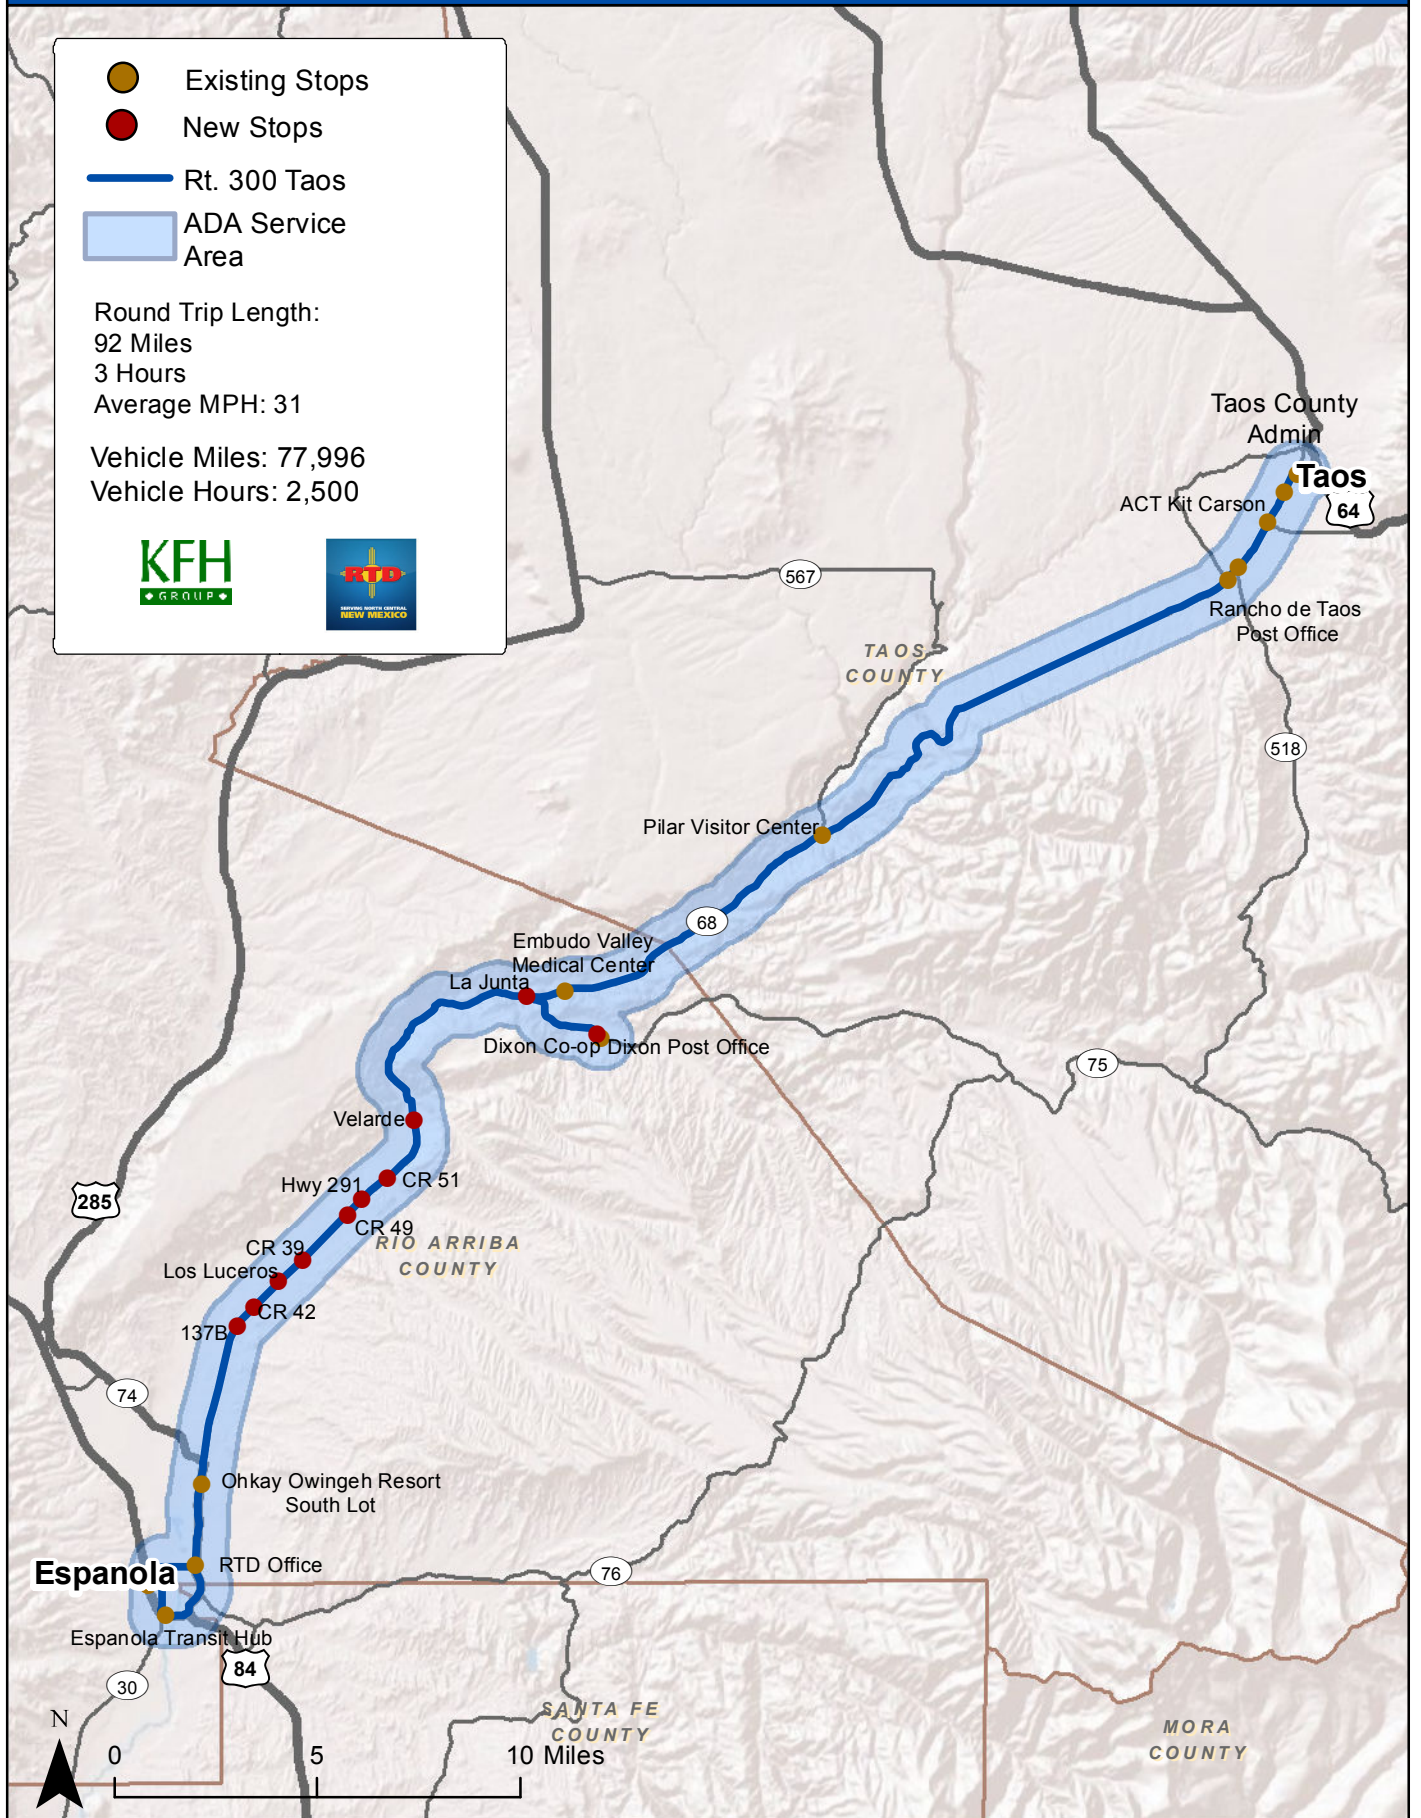 Existing Stops
New Stops
Rt. 300 Taos
ADA Service
Area
Round Trip Length:
92 Miles
3 Hours
Average MPH: 31
Vehicle Miles: 77,996
Vehicle Hours: 2,500
KFH
GROUP
RTD
SERVING NORTH CENTRAL
NEW MEXICO
Taos County
Admin
Taos
64
ACT Kit Carson
567
Rancho de Taos
Post Office
TAOS
COUNTY
518
Pilar Visitor Center
68
Embudo Valley
Medical Center
La Junta
Dixon Co-op
Dixon Post Office
75
Velarde
CR 51
Hwy 291
285
CR 49
RIO ARRIBA
COUNTY
CR 39
Los Luceros
CR 42
137B
74
Ohkay Owingeh Resort
South Lot
RTD Office
76
Espanola
Espanola Transit Hub
84
30
SANTA FE
COUNTY
MORA
COUNTY
N
0 5 10 Miles